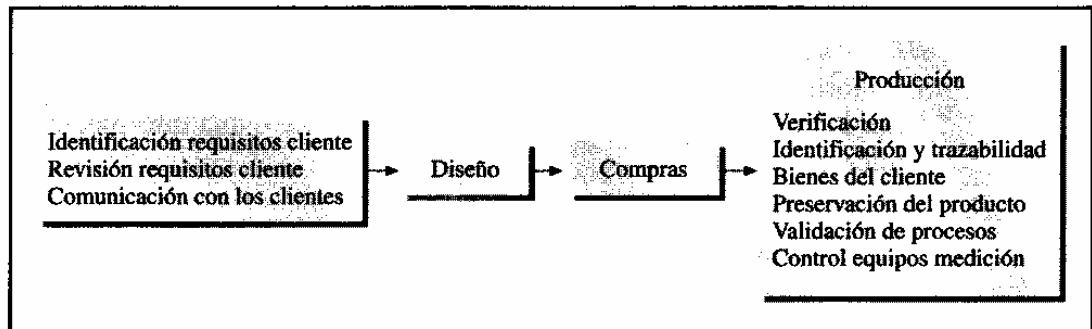 Identificación requisitos cliente
Revisión requisitos cliente
Comunicación con los clientes
Diseño
Compras
Producción
Verificación
Identificación y trazabilidad
Bienes del cliente
Preservación del producto
Validación de procesos
Control equipos medición